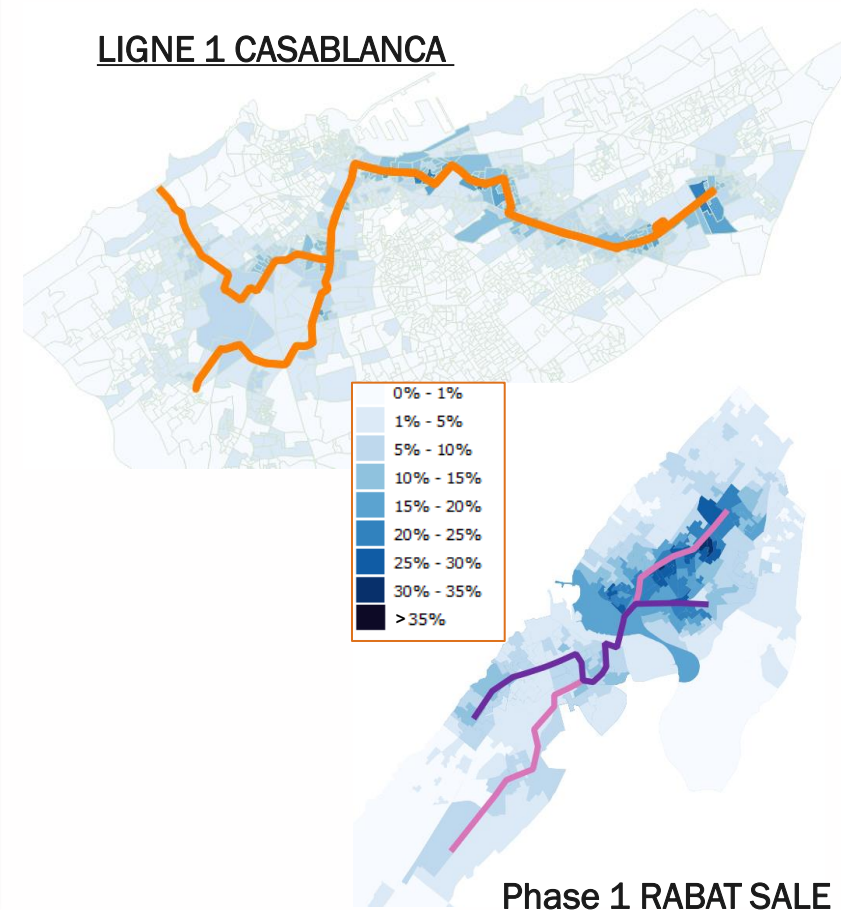 LIGNE 1 CASABLANCA
0% - 1%
1% - 5%
5% - 10%
10% - 15%
15% - 20%
20% - 25%
25% - 30%
30% - 35%
>35%
Phase 1 RABAT SALE